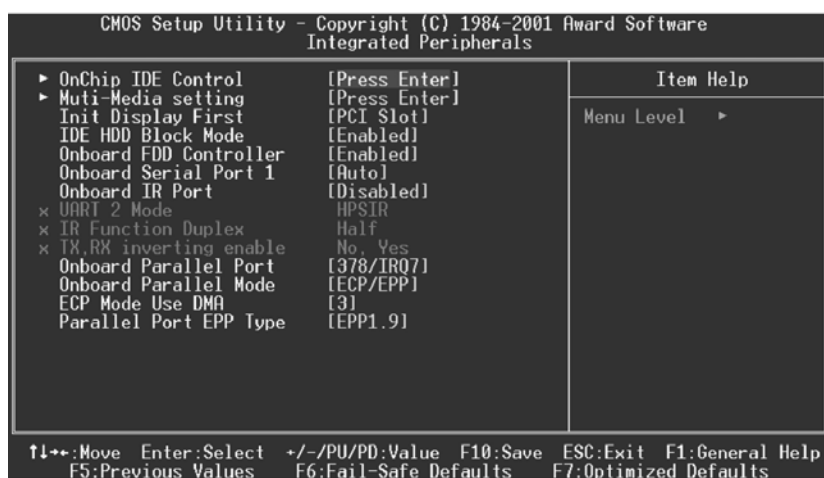 CMOS Setup Utility - Copyright (C) 1984-2001 Award Software
Integrated Peripherals
► OnChip IDE Control [Press Enter]
► Muti-Media setting [Press Enter]
Init Display First [PCI Slot]
IDE HDD Block Mode [Enabled]
Onboard FDD Controller [Enabled]
Onboard Serial Port 1 [Auto]
Onboard IR Port [Disabled]
x UART 2 Mode HPSIR
x IR Function Duplex Half
x TX,RX inverting enable No, Yes
Onboard Parallel Port [378/IRQ7]
Onboard Parallel Mode [ECP/EPP]
ECP Mode Use DMA [3]
Parallel Port EPP Type [EPP1.9]
Item Help
Menu Level ►
↑↓→←:Move Enter:Select +/-/PU/PD:Value F10:Save ESC:Exit F1:General Help
F5:Previous Values F6:Fail-Safe Defaults F7:Optimized Defaults